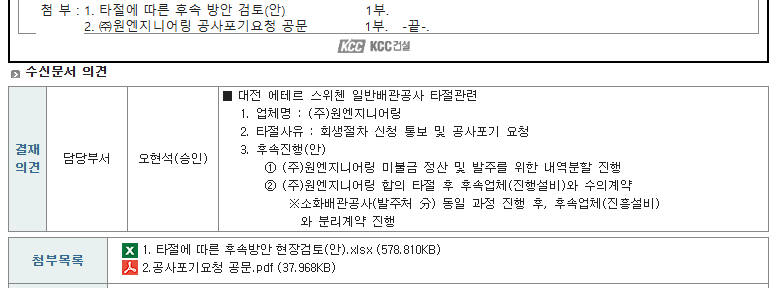 첨 부 : 1. 타절에 따른 후속 방안 검토(안) 1부.
2. ㈜원엔지니어링 공사포기요청 공문 1부. -끝-.
KCC KCC건설
수신문서 의견
결재의견
담당부서
오현석(승인)
■ 대전 에테르 스위첸 일반배관공사 타절관련
1. 업체명 : (주)원엔지니어링
2. 타절사유 : 회생절차 신청 통보 및 공사포기 요청
3. 후속진행(안)
① (주)원엔지니어링 미불금 정산 및 발주를 위한 내역분할 진행
② (주)원엔지니어링 합의 타절 후 후속업체(진행설비)와 수의계약
※소화배관공사(발주처 分) 동일 과정 진행 후, 후속업체(진흥설비)
와 분리계약 진행
첨부목록
1. 타절에 따른 후속방안 현장검토(안).xlsx (578.810KB)
2.공사포기요청 공문.pdf (37.968KB)